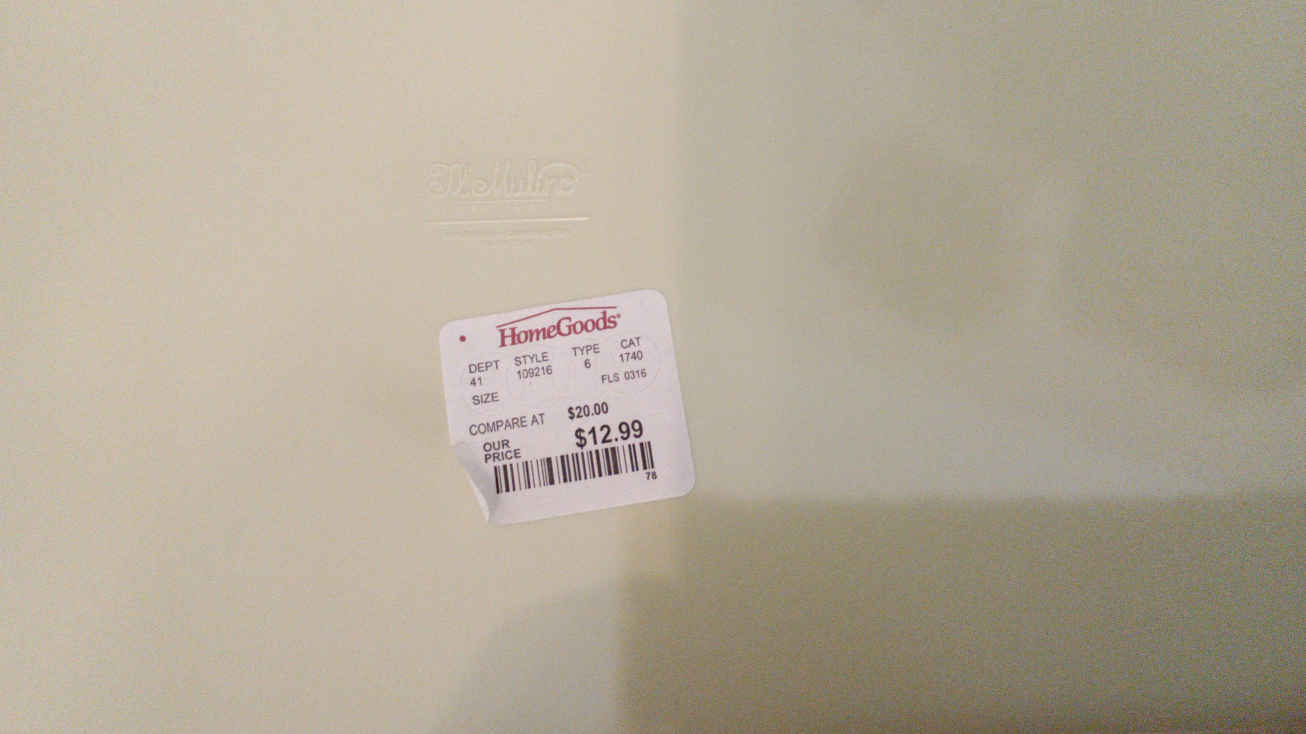 HomeGoods®
DEPT STYLE TYPE CAT
41 109216 6 1740
SIZE FLS 0316
COMPARE AT $20.00
OUR PRICE $12.99
78